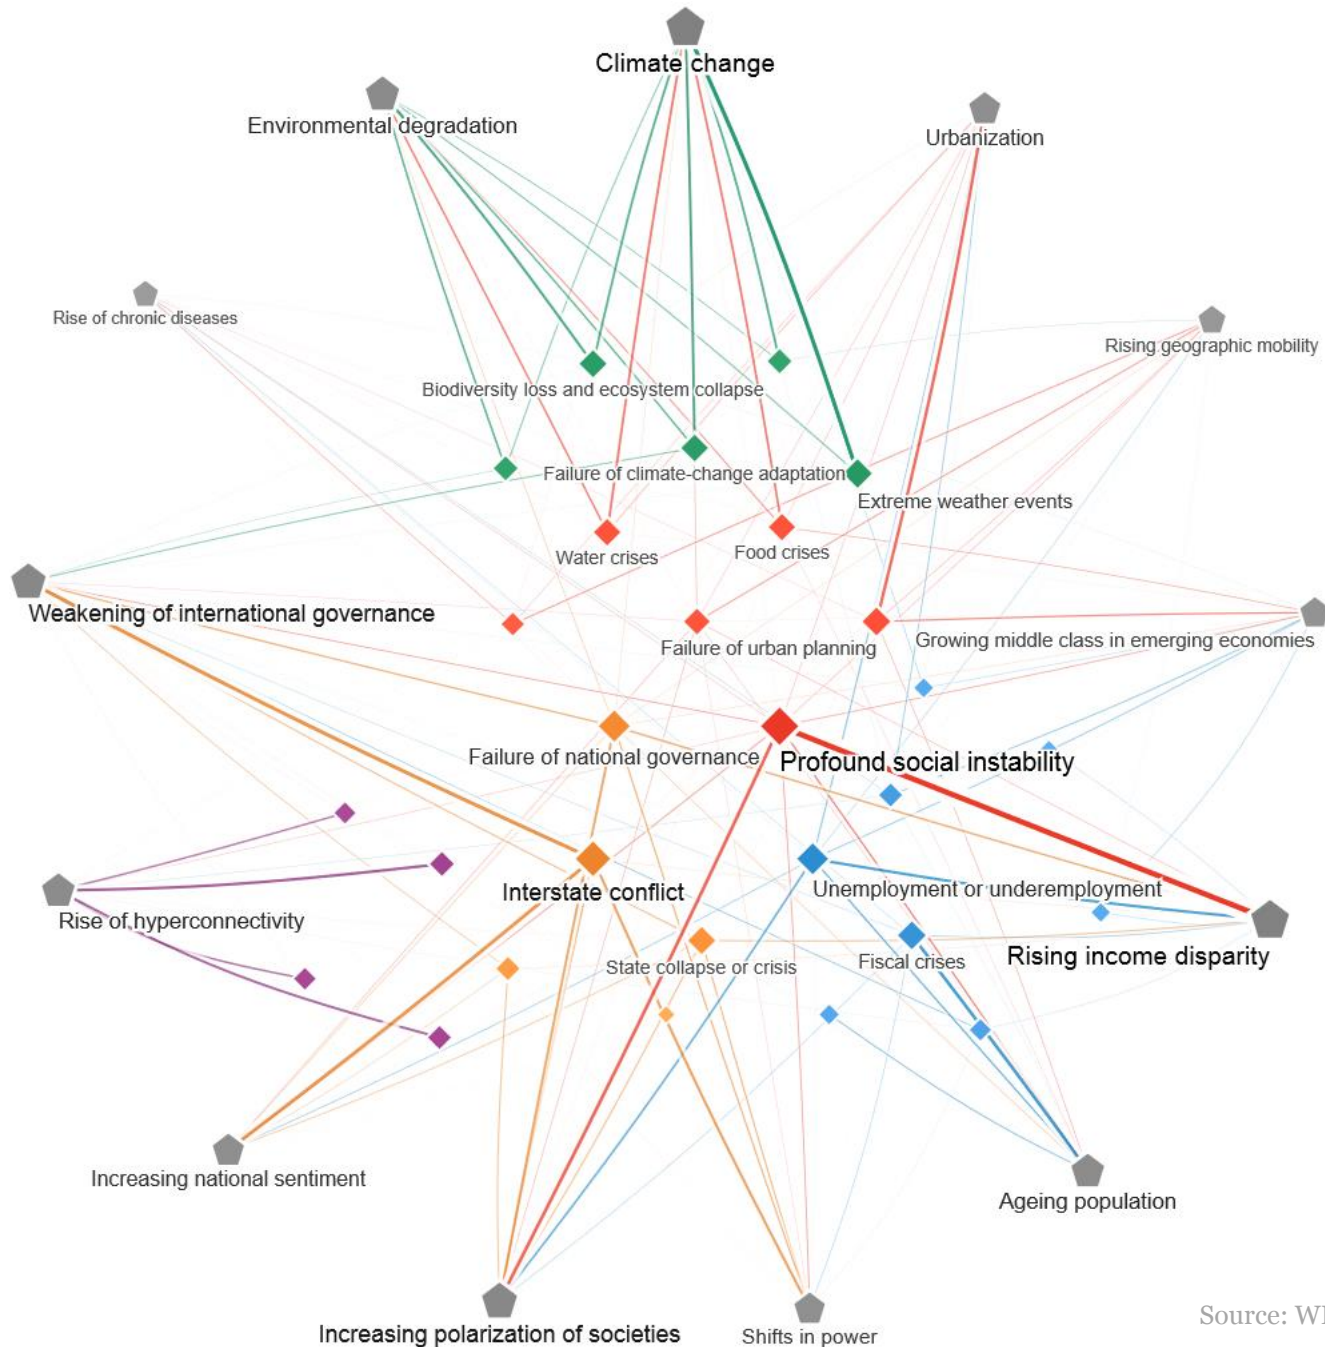 Climate change
Environmental degradation
Urbanization
Rise of chronic diseases
Rising geographic mobility
Biodiversity loss and ecosystem collapse
Failure of climate-change adaptation
Extreme weather events
Water crises
Food crises
Weakening of international governance
Failure of urban planning
Growing middle class in emerging economies
Failure of national governance
Profound social instability
Interstate conflict
Unemployment or underemployment
Rise of hyperconnectivity
State collapse or crisis
Fiscal crises
Rising income disparity
Increasing national sentiment
Ageing population
Increasing polarization of societies
Shifts in power
Source: